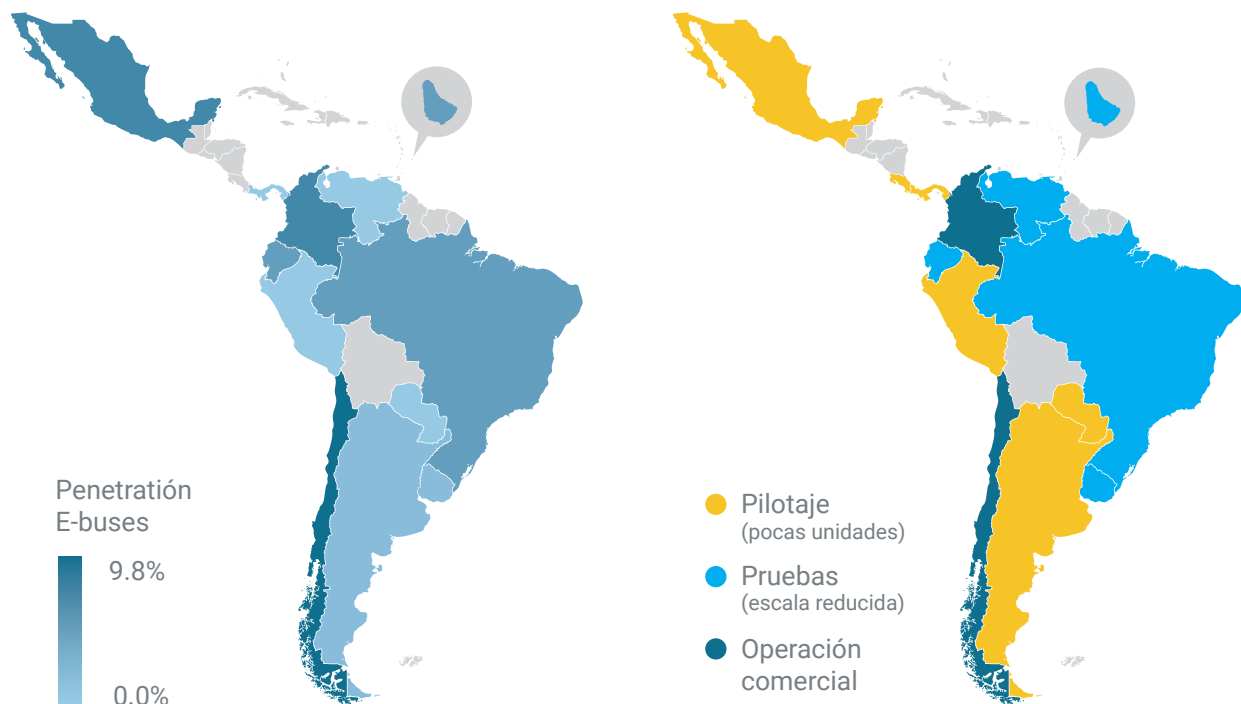 Penetratión
E-buses
9.8%
0.0%
Pilotaje
(pocas unidades)
Pruebas
(escala reducida)
Operación
comercial